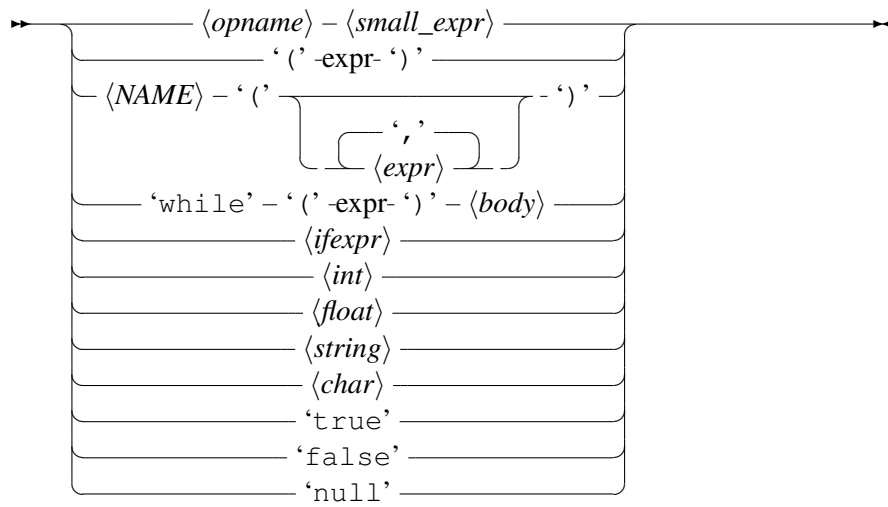 ⟨opname⟩ ⟨small_expr⟩
‘(’ expr ‘)’
⟨NAME⟩ ‘(’ ‘)’
‘,’
⟨expr⟩
‘while’ ‘(’ expr ‘)’ ⟨body⟩
⟨ifexpr⟩
⟨int⟩
⟨float⟩
⟨string⟩
⟨char⟩
‘true’
‘false’
‘null’